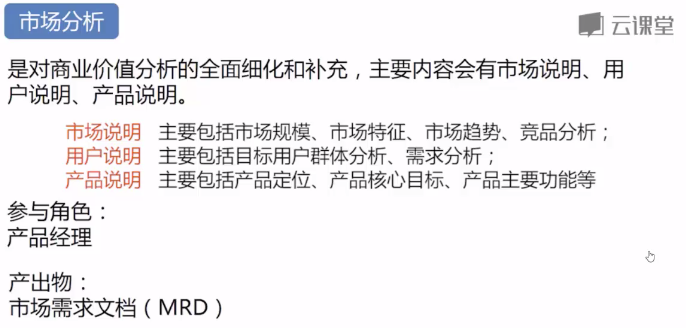 市场分析
云课堂
是对商业价值分析的全面细化和补充，主要内容会有市场说明、用
户说明、产品说明。
市场说明 主要包括市场规模、市场特征、市场趋势、竞品分析；
用户说明 主要包括目标用户群体分析、需求分析；
产品说明 主要包括产品定位、产品核心目标、产品主要功能等
参与角色：
产品经理
产出物：
市场需求文档（MRD）